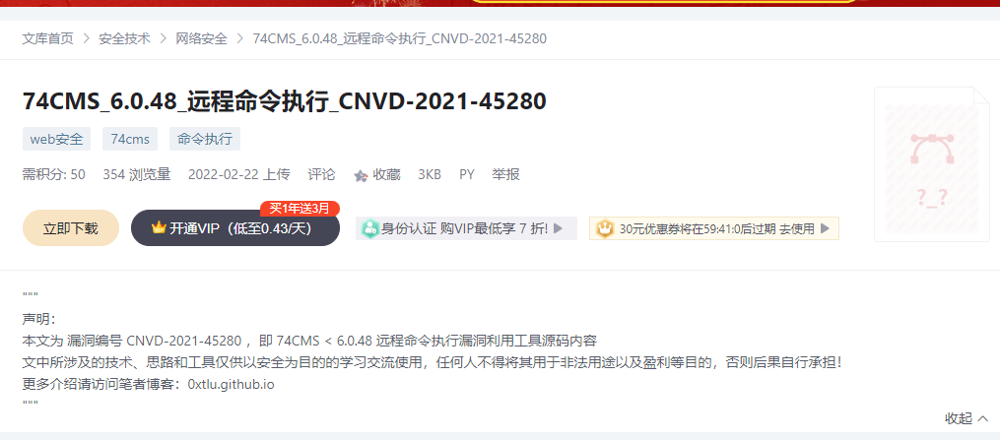 文库首页 > 安全技术 > 网络安全 > 74CMS_6.0.48_远程命令执行_CNVD-2021-45280
74CMS_6.0.48_远程命令执行_CNVD-2021-45280
web安全 74cms 命令执行
需积分: 50 354 浏览量 2022-02-22 上传 评论 收藏 3KB PY 举报
买1年送3月
立即下载 开通VIP（低至0.43/天） 身份认证 购VIP最低享 7 折! 30元优惠券将在59:41:0后过期 去使用
?_?
"""
声明：
本文为 漏洞编号 CNVD-2021-45280 ，即 74CMS < 6.0.48 远程命令执行漏洞利用工具源码内容
文中所涉及的技术、思路和工具仅供以安全为目的的学习交流使用，任何人不得将其用于非法用途以及盈利等目的，否则后果自行承担！
更多介绍请访问笔者博客：0xtlu.github.io
"""
收起